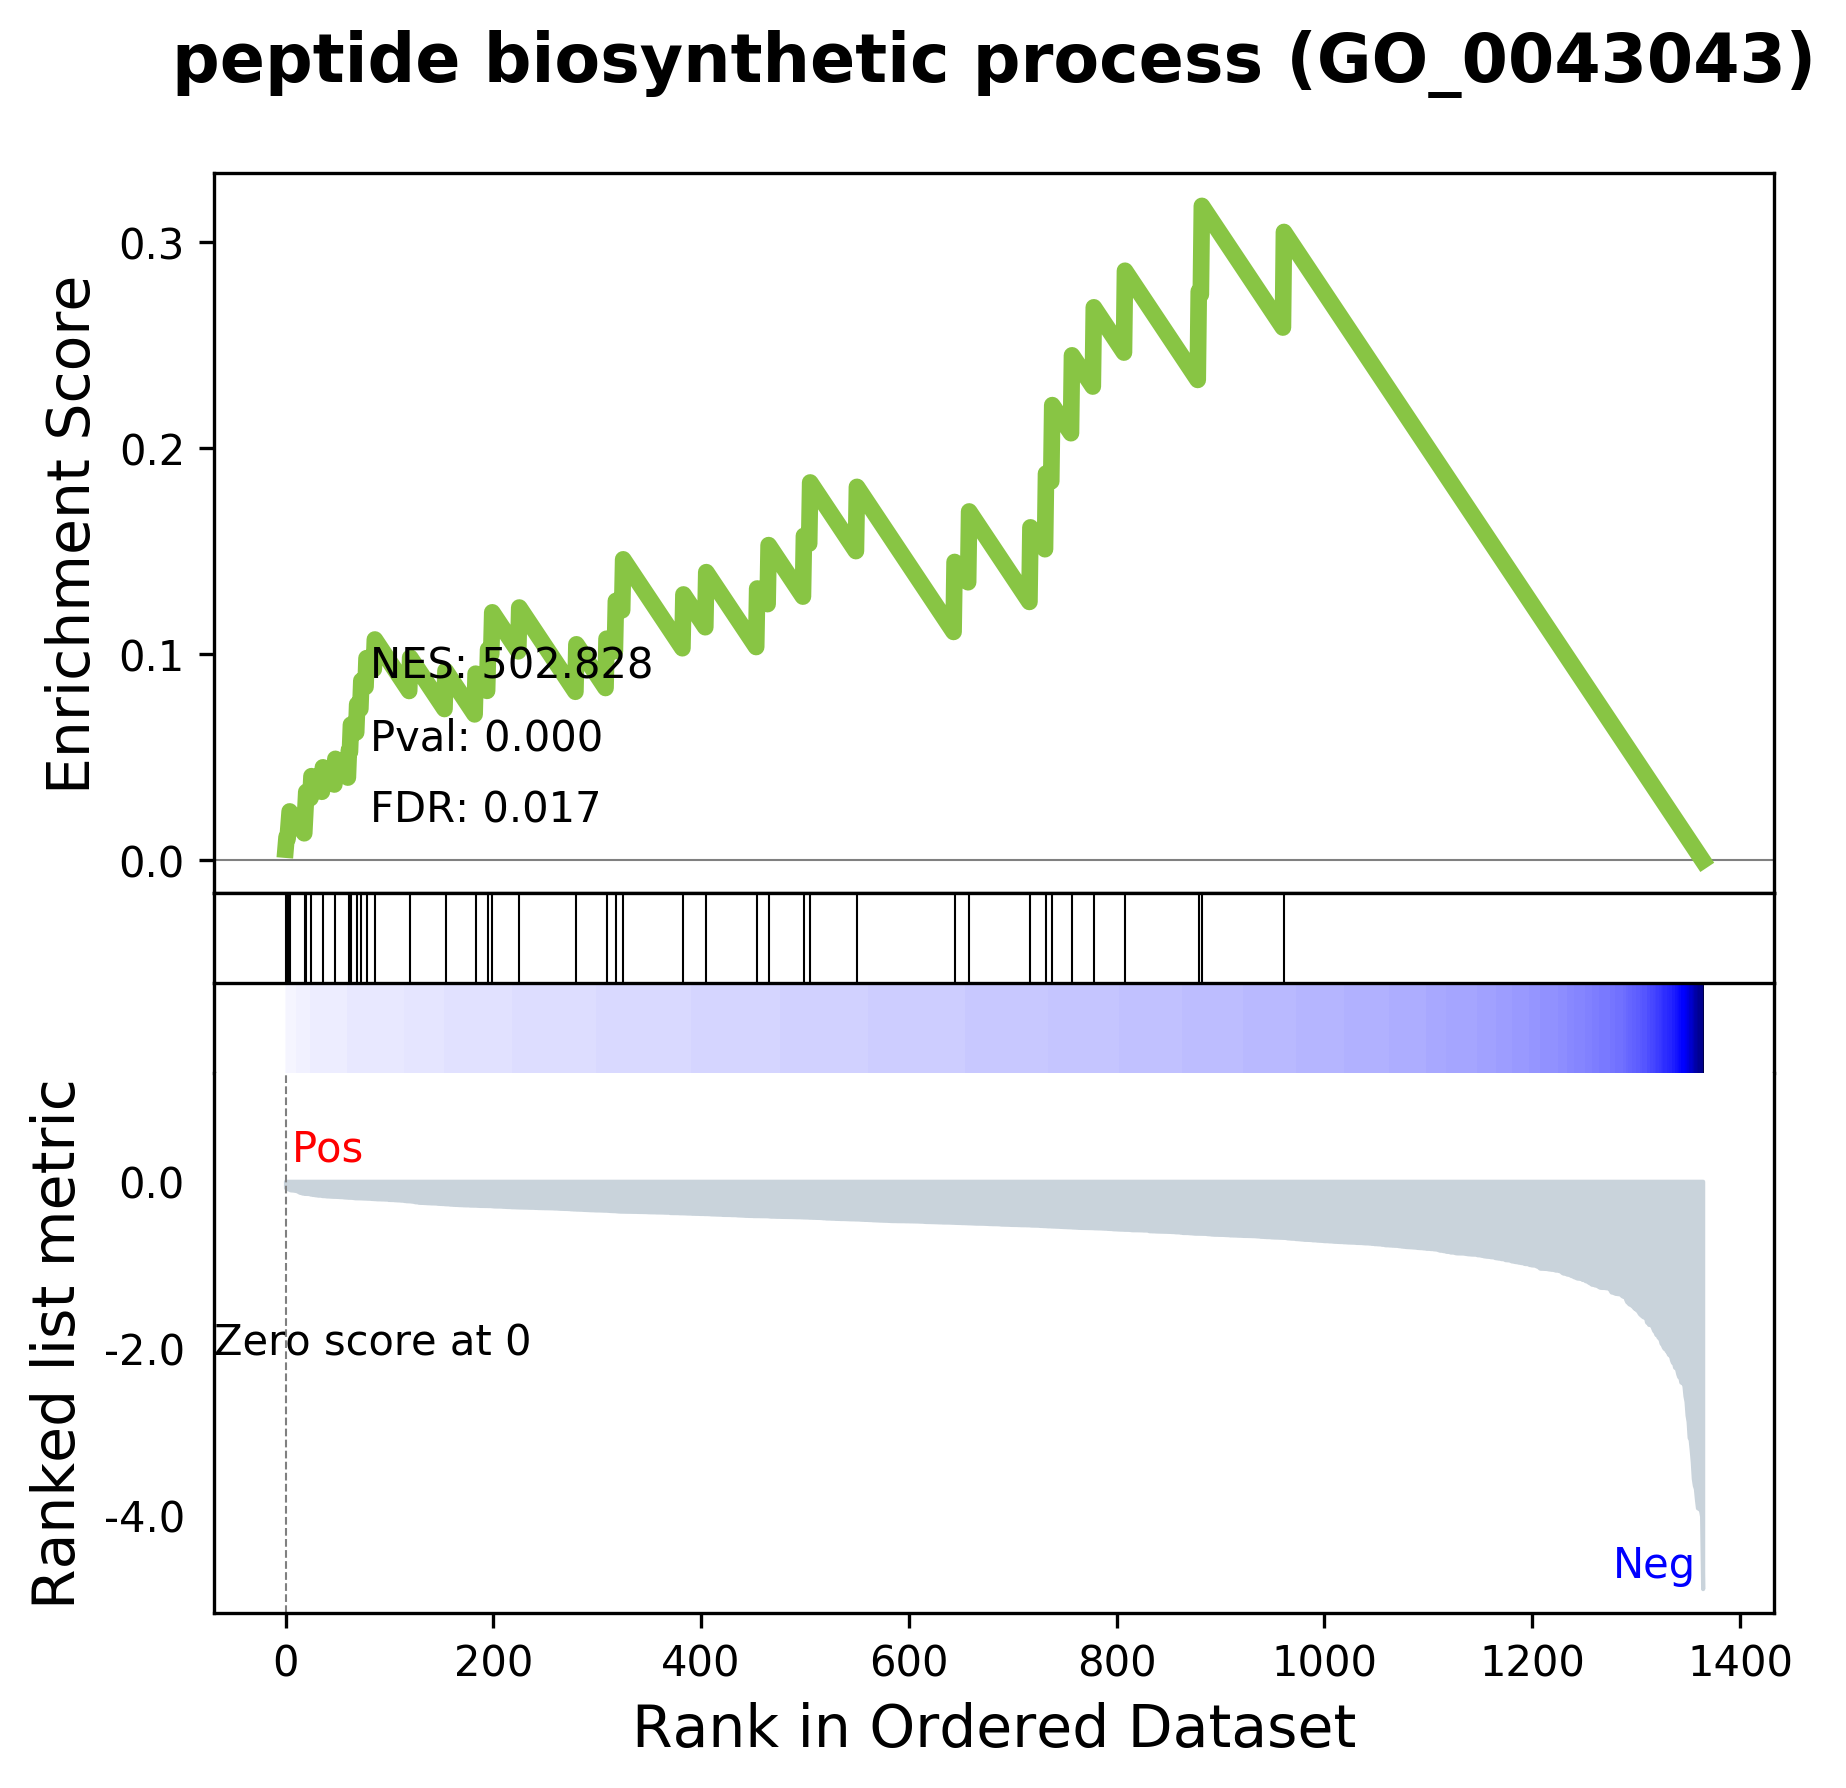 peptide biosynthetic process (GO_0043043)
Enrichment Score
0.3
0.2
0.1
0.0
NES: 502.828
Pval: 0.000
FDR: 0.017
Ranked list metric
Pos
0.0
-2.0
-4.0
Zero score at 0
Neg
0 200 400 600 800 1000 1200 1400
Rank in Ordered Dataset